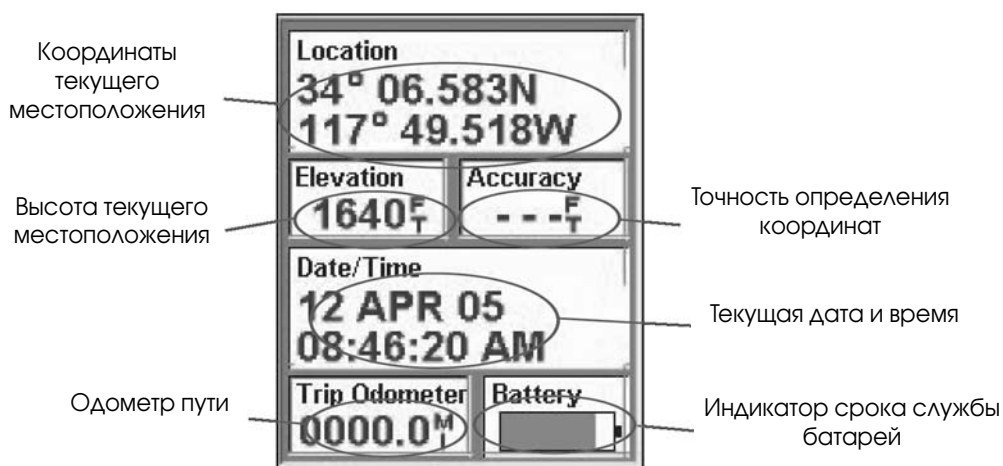 Координаты
текущего
местоположения
Location
34° 06.583N
117° 49.518W
Высота текущего
местоположения
Elevation
1640FT
Accuracy
---FT
Точность определения
координат
Date/Time
12 APR 05
08:46:20 AM
Текущая дата и время
Одометр пути
Trip Odometer
0000.0MI
Battery
Индикатор срока службы
батарей